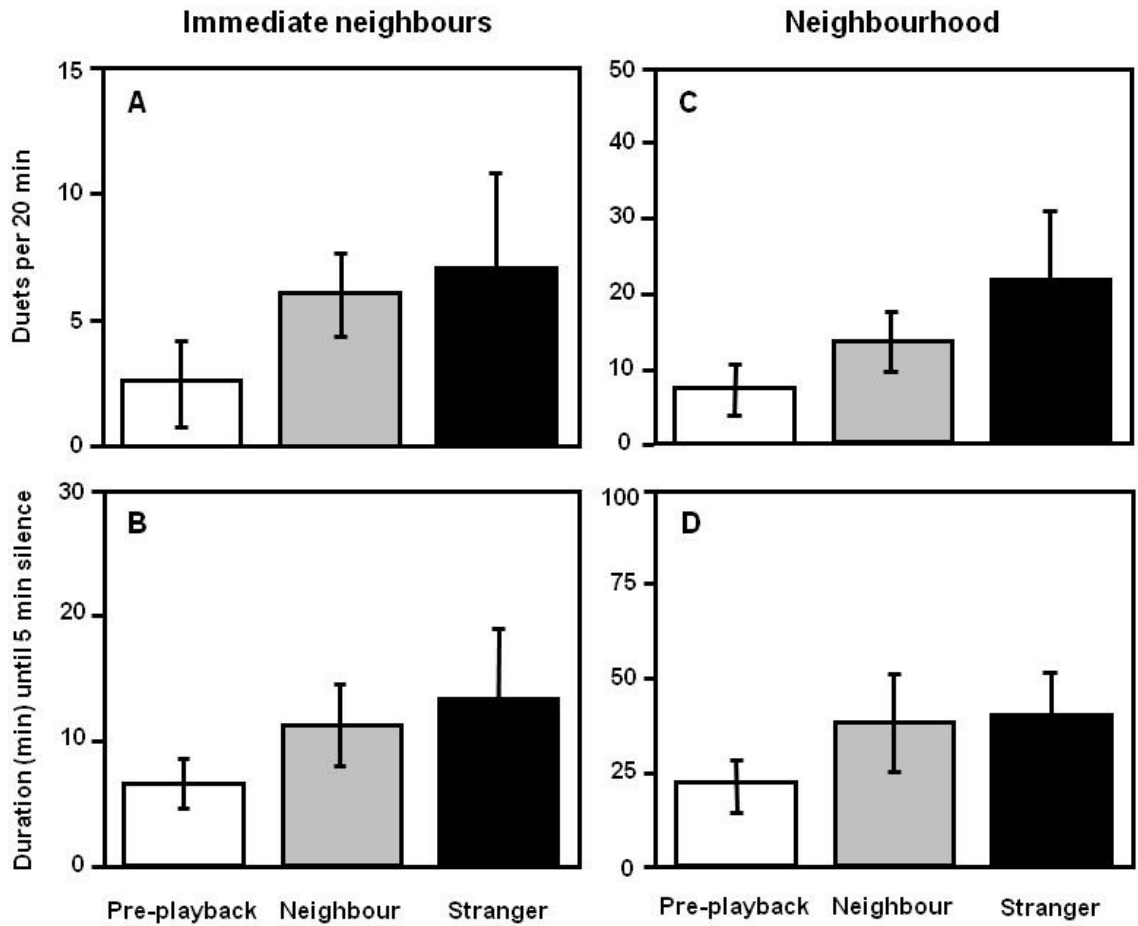 Immediate neighbours
Neighbourhood
Duets per 20 min
15
10
5
0
A
50
40
30
20
10
0
C
Duration (min) until 5 min silence
30
20
10
0
B
100
75
50
25
0
D
Pre-playback Neighbour Stranger
Pre-playback Neighbour Stranger